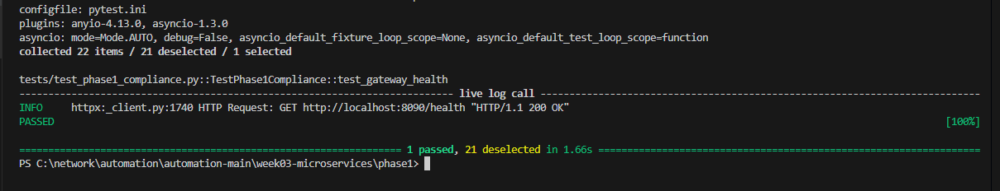 configfile: pytest.ini
plugins: anyio-4.13.0, asyncio-1.3.0
asyncio: mode=Mode.AUTO, debug=False, asyncio_default_fixture_loop_scope=None, asyncio_default_test_loop_scope=function
collected 22 items / 21 deselected / 1 selected
tests/test_phase1_compliance.py::TestPhase1Compliance::test_gateway_health
live log call
INFO httpx:_client.py:1740 HTTP Request: GET http://localhost:8090/health "HTTP/1.1 200 OK"
PASSED [100%]
1 passed, 21 deselected in 1.66s
PS C:\network\automation\automation-main\week03-microservices\phase1>